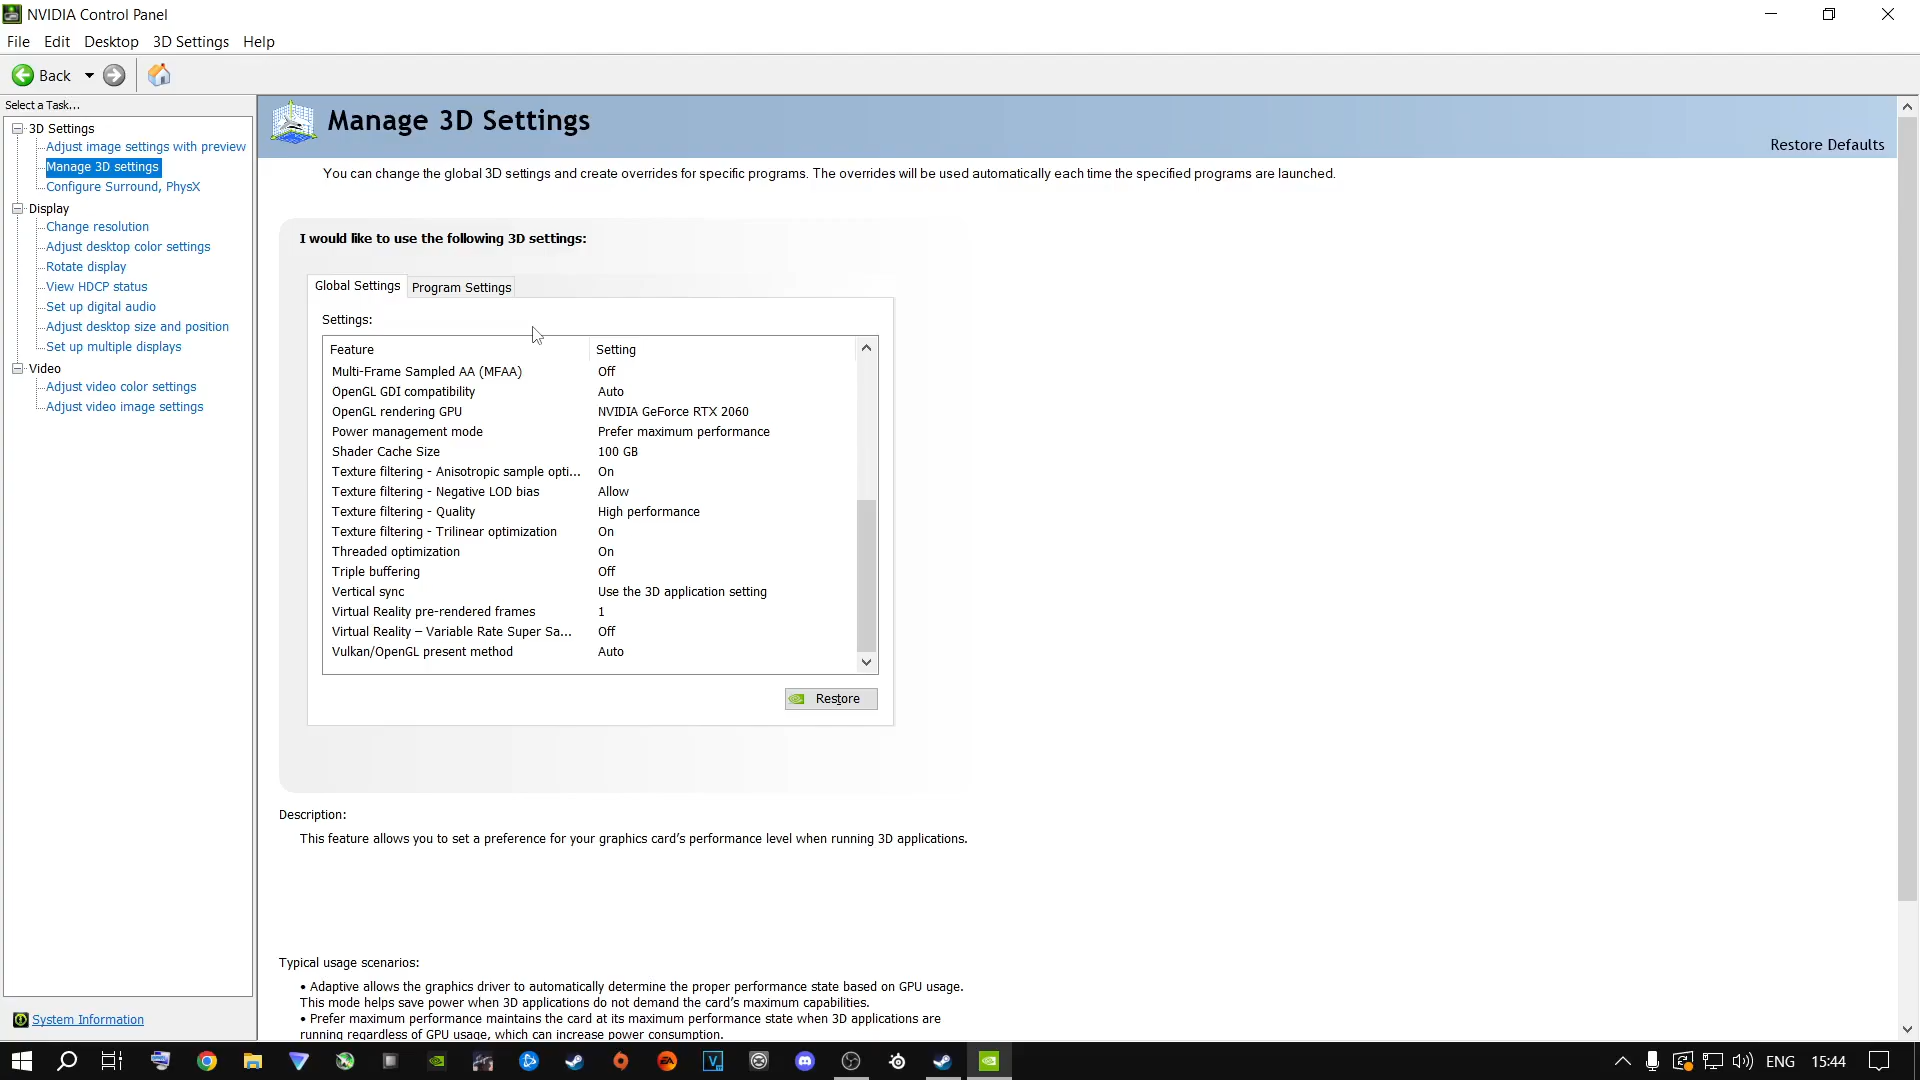 NVIDIA Control Panel
File Edit Desktop 3D Settings Help
Back
Select a Task...
3D Settings
Adjust image settings with preview
Manage 3D settings
Configure Surround, PhysX
Display
Change resolution
Adjust desktop color settings
Rotate display
View HDCP status
Set up digital audio
Adjust desktop size and position
Set up multiple displays
Video
Adjust video color settings
Adjust video image settings
System Information
Manage 3D Settings
Restore Defaults
You can change the global 3D settings and create overrides for specific programs. The overrides will be used automatically each time the specified programs are launched.
I would like to use the following 3D settings:
Global Settings Program Settings
Settings:
Feature Setting
Multi-Frame Sampled AA (MFAA) Off
OpenGL GDI compatibility Auto
OpenGL rendering GPU NVIDIA GeForce RTX 2060
Power management mode Prefer maximum performance
Shader Cache Size 100 GB
Texture filtering - Anisotropic sample opti... On
Texture filtering - Negative LOD bias Allow
Texture filtering - Quality High performance
Texture filtering - Trilinear optimization On
Threaded optimization On
Triple buffering Off
Vertical sync Use the 3D application setting
Virtual Reality pre-rendered frames 1
Virtual Reality – Variable Rate Super Sa... Off
Vulkan/OpenGL present method Auto
Restore
Description:
This feature allows you to set a preference for your graphics card's performance level when running 3D applications.
Typical usage scenarios:
• Adaptive allows the graphics driver to automatically determine the proper performance state based on GPU usage.
This mode helps save power when 3D applications do not demand the card's maximum capabilities.
• Prefer maximum performance maintains the card at its maximum performance state when 3D applications are
running regardless of GPU usage, which can increase power consumption.
EA
V
ENG 15:44